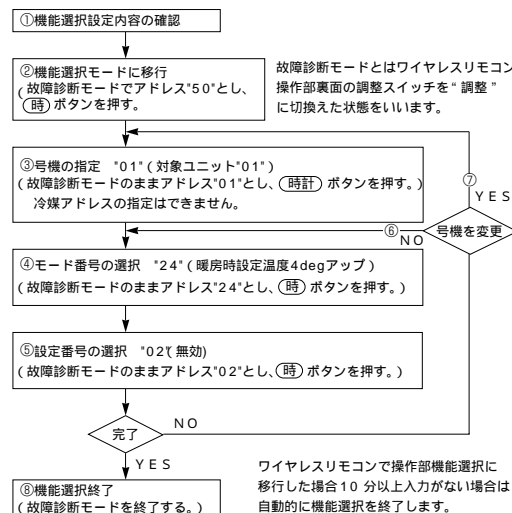 ①機能選択設定内容の確認
②機能選択モードに移行
(故障診断モードでアドレス"50"とし、
時 ボタンを押す。
故障診断モードとはワイヤレスリモコン
操作部裏面の調整スイッチを"調整"
に切換えた状態をいいます。
③号機の指定 "01"(対象ユニット"01")
(故障診断モードのままアドレス"01"とし、時計 ボタンを押す。)
冷媒アドレスの指定はできません。
⑦
YES
⑥
NO
号機を変更
④モード番号の選択 "24"(暖房時設定温度4degアップ)
(故障診断モードのままアドレス"24"とし、時 ボタンを押す。)
⑤設定番号の選択 "02"(無効)
(故障診断モードのままアドレス"02"とし、時 ボタンを押す。)
完了
NO
YES
⑧機能選択終了
(故障診断モードを終了する。)
ワイヤレスリモコンで操作部機能選択に
移行した場合10分以上入力がない場合は
自動的に機能選択を終了します。